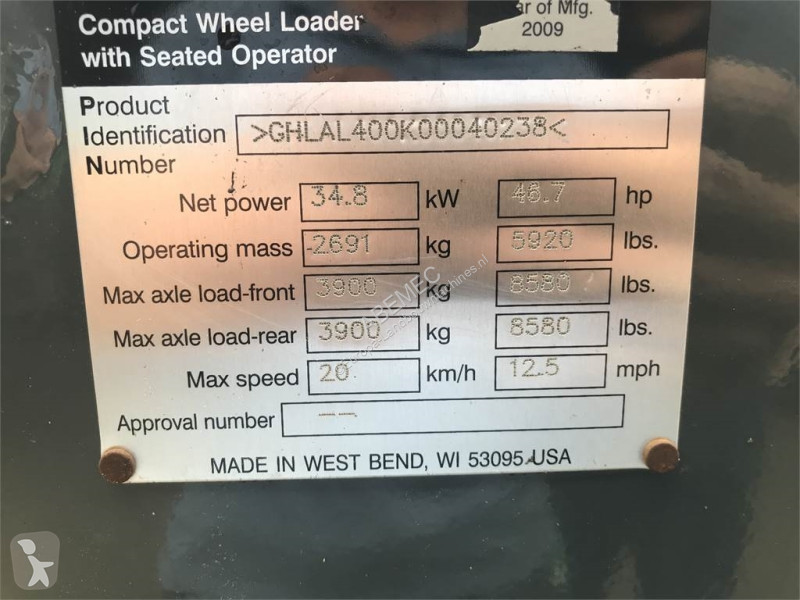 Compact Wheel Loader
with Seated Operator
ar of Mfg.
2009
Product
Identification >GHLAL400K00040238<
Number
Net power 34.8 kW 46.7 hp
Operating mass 2691 kg 5920 lbs.
Max axle load-front 3900 kg 8580 lbs.
Max axle load-rear 3900 kg 8580 lbs.
Max speed 20 km/h 12.5 mph
Approval number --
MADE IN WEST BEND, WI 53095 USA
ABEMEC